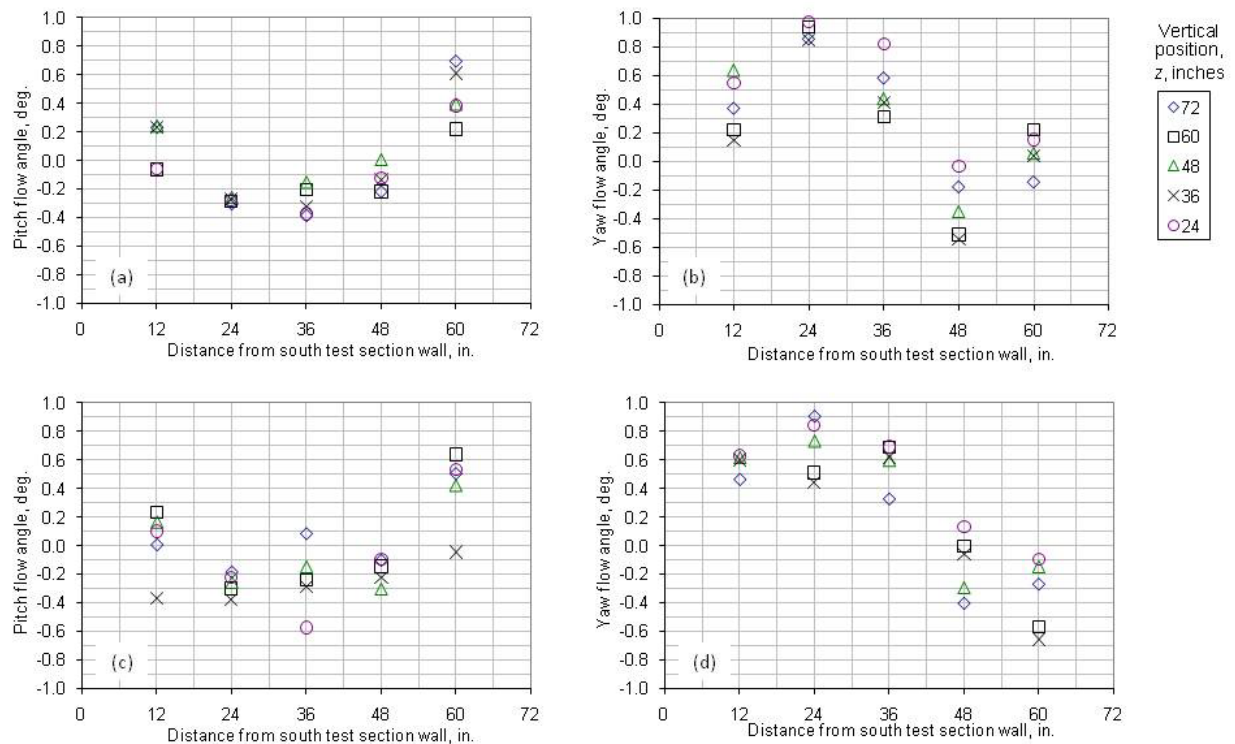 1.0
0.8
0.6
0.4
0.2
0.0
-0.2
-0.4
-0.6
-0.8
-1.0
Pitch flow angle, deg.
(a)
0 12 24 36 48 60 72
Distance from south test section wall, in.
1.0
0.8
0.6
0.4
0.2
0.0
-0.2
-0.4
-0.6
-0.8
-1.0
Yaw flow angle, deg.
(b)
0 12 24 36 48 60 72
Distance from south test section wall, in.
Vertical
position,
z, inches
72
60
48
36
24
1.0
0.8
0.6
0.4
0.2
0.0
-0.2
-0.4
-0.6
-0.8
-1.0
Pitch flow angle, deg.
(c)
0 12 24 36 48 60 72
Distance from south test section wall, in.
1.0
0.8
0.6
0.4
0.2
0.0
-0.2
-0.4
-0.6
-0.8
-1.0
Yaw flow angle, deg.
(d)
0 12 24 36 48 60 72
Distance from south test section wall, in.